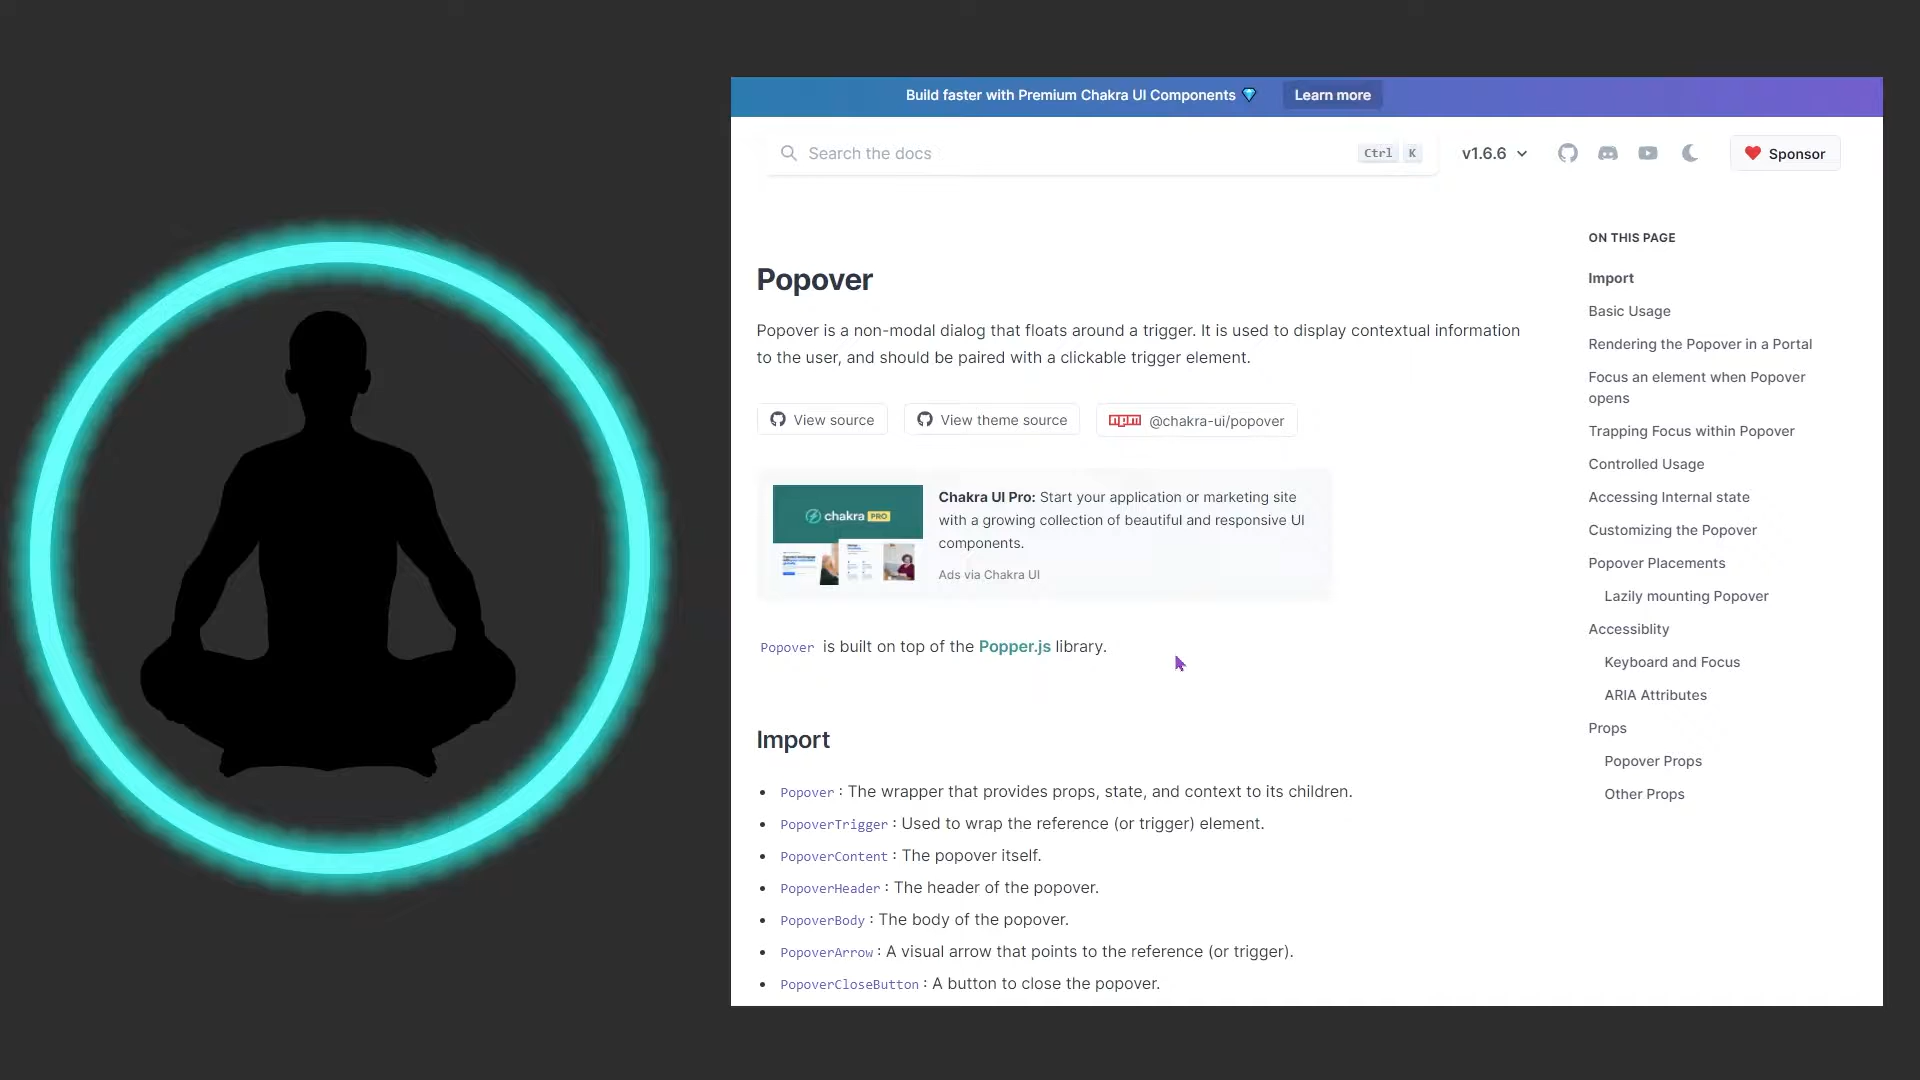 Build faster with Premium Chakra UI Components 💎 Learn more
Search the docs Ctrl K v1.6.6 Sponsor
Popover
Popover is a non-modal dialog that floats around a trigger. It is used to display contextual information
to the user, and should be paired with a clickable trigger element.
View source View theme source npm @chakra-ui/popover
chakra PRO
Chakra UI Pro: Start your application or marketing site
with a growing collection of beautiful and responsive UI
components.
Ads via Chakra UI
Popover is built on top of the Popper.js library.
Import
• Popover : The wrapper that provides props, state, and context to its children.
• PopoverTrigger : Used to wrap the reference (or trigger) element.
• PopoverContent : The popover itself.
• PopoverHeader : The header of the popover.
• PopoverBody : The body of the popover.
• PopoverArrow : A visual arrow that points to the reference (or trigger).
• PopoverCloseButton : A button to close the popover.
ON THIS PAGE
Import
Basic Usage
Rendering the Popover in a Portal
Focus an element when Popover
opens
Trapping Focus within Popover
Controlled Usage
Accessing Internal state
Customizing the Popover
Popover Placements
Lazily mounting Popover
Accessiblity
Keyboard and Focus
ARIA Attributes
Props
Popover Props
Other Props